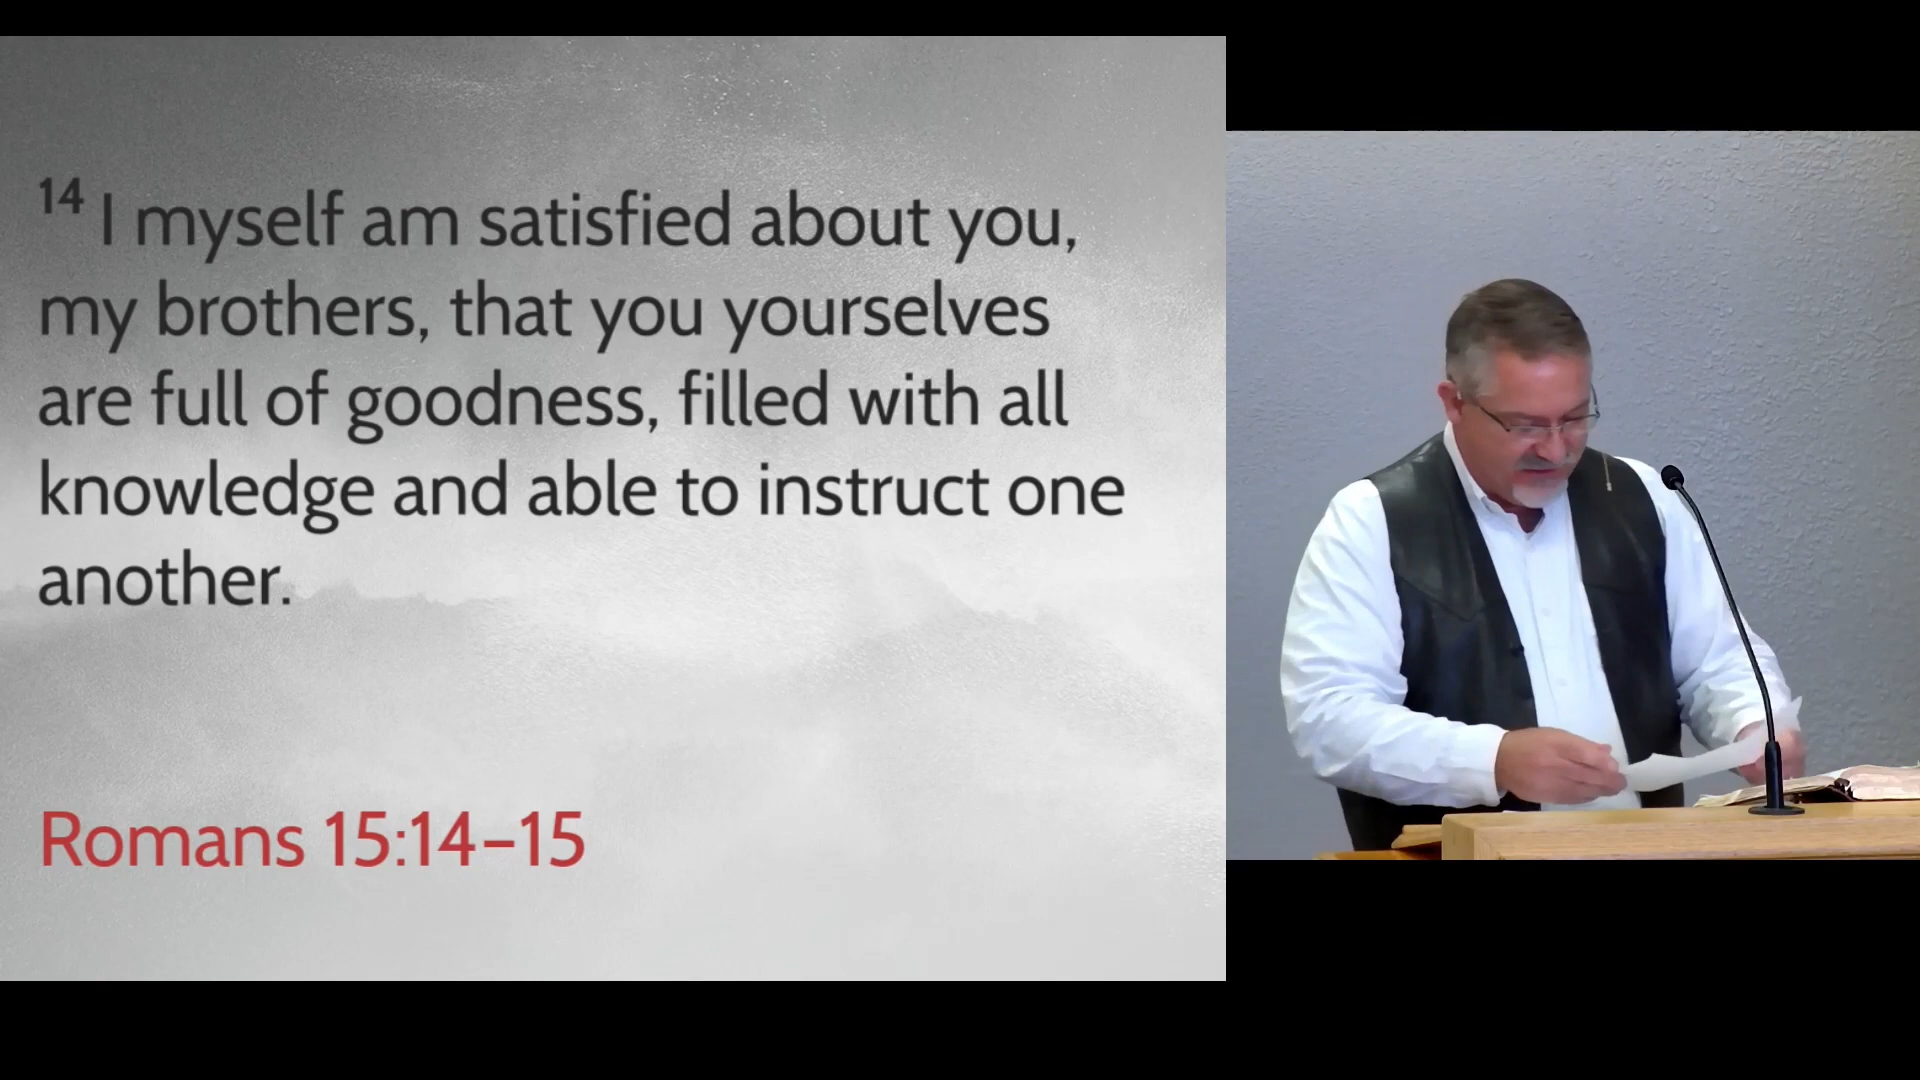 14 I myself am satisfied about you,
my brothers, that you yourselves
are full of goodness, filled with all
knowledge and able to instruct one
another.
Romans 15:14–15